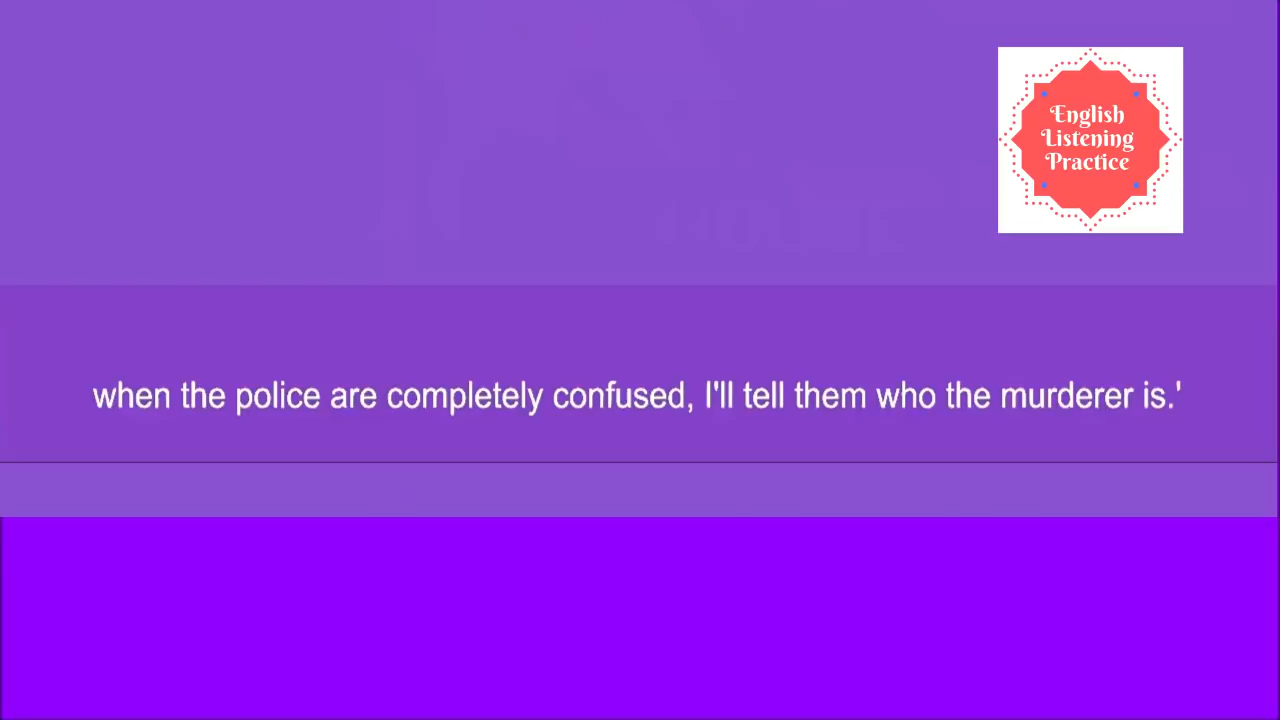 English
Listening
Practice
when the police are completely confused, I'll tell them who the murderer is.'